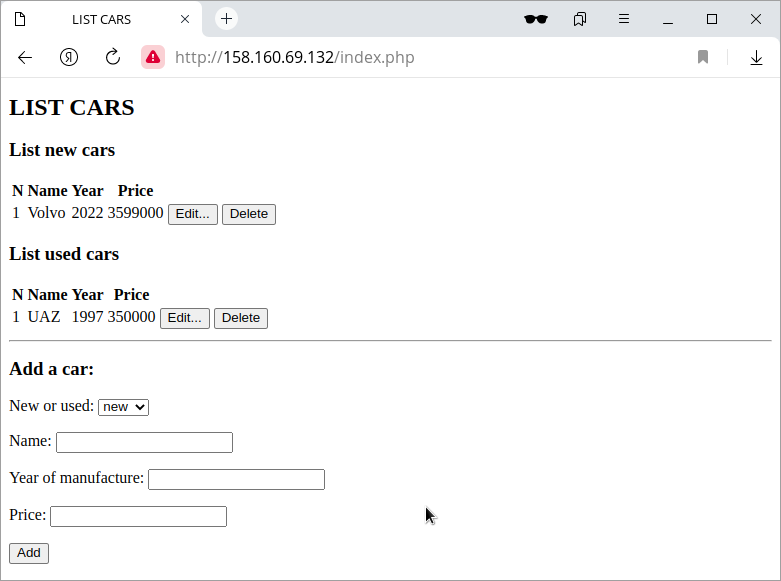 LIST CARS
http://158.160.69.132/index.php
LIST CARS
List new cars
N Name Year Price
1 Volvo 2022 3599000 Edit... Delete
List used cars
N Name Year Price
1 UAZ 1997 350000 Edit... Delete
Add a car:
New or used: new
Name:
Year of manufacture:
Price:
Add